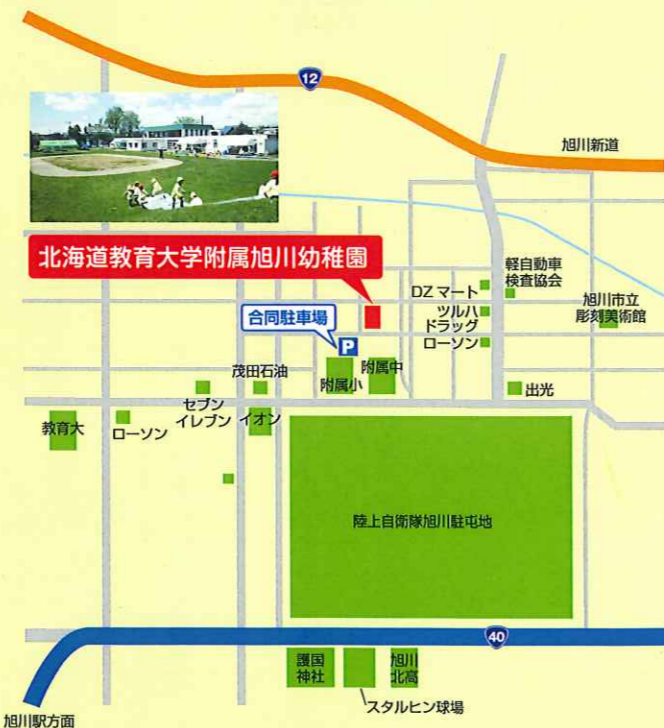 12
旭川新道
北海道教育大学附属旭川幼稚園
軽自動車
検査協会
DZ マート
旭川市立
彫刻美術館
合同駐車場
ツルハ
ドラッグ
P
ローソン
茂田石油
附属小
附属中
出光
セブン
イレブン
イオン
教育大
ローソン
陸上自衛隊旭川駐屯地
40
護国
神社
旭川
北高
スタルヒン球場
旭川駅方面